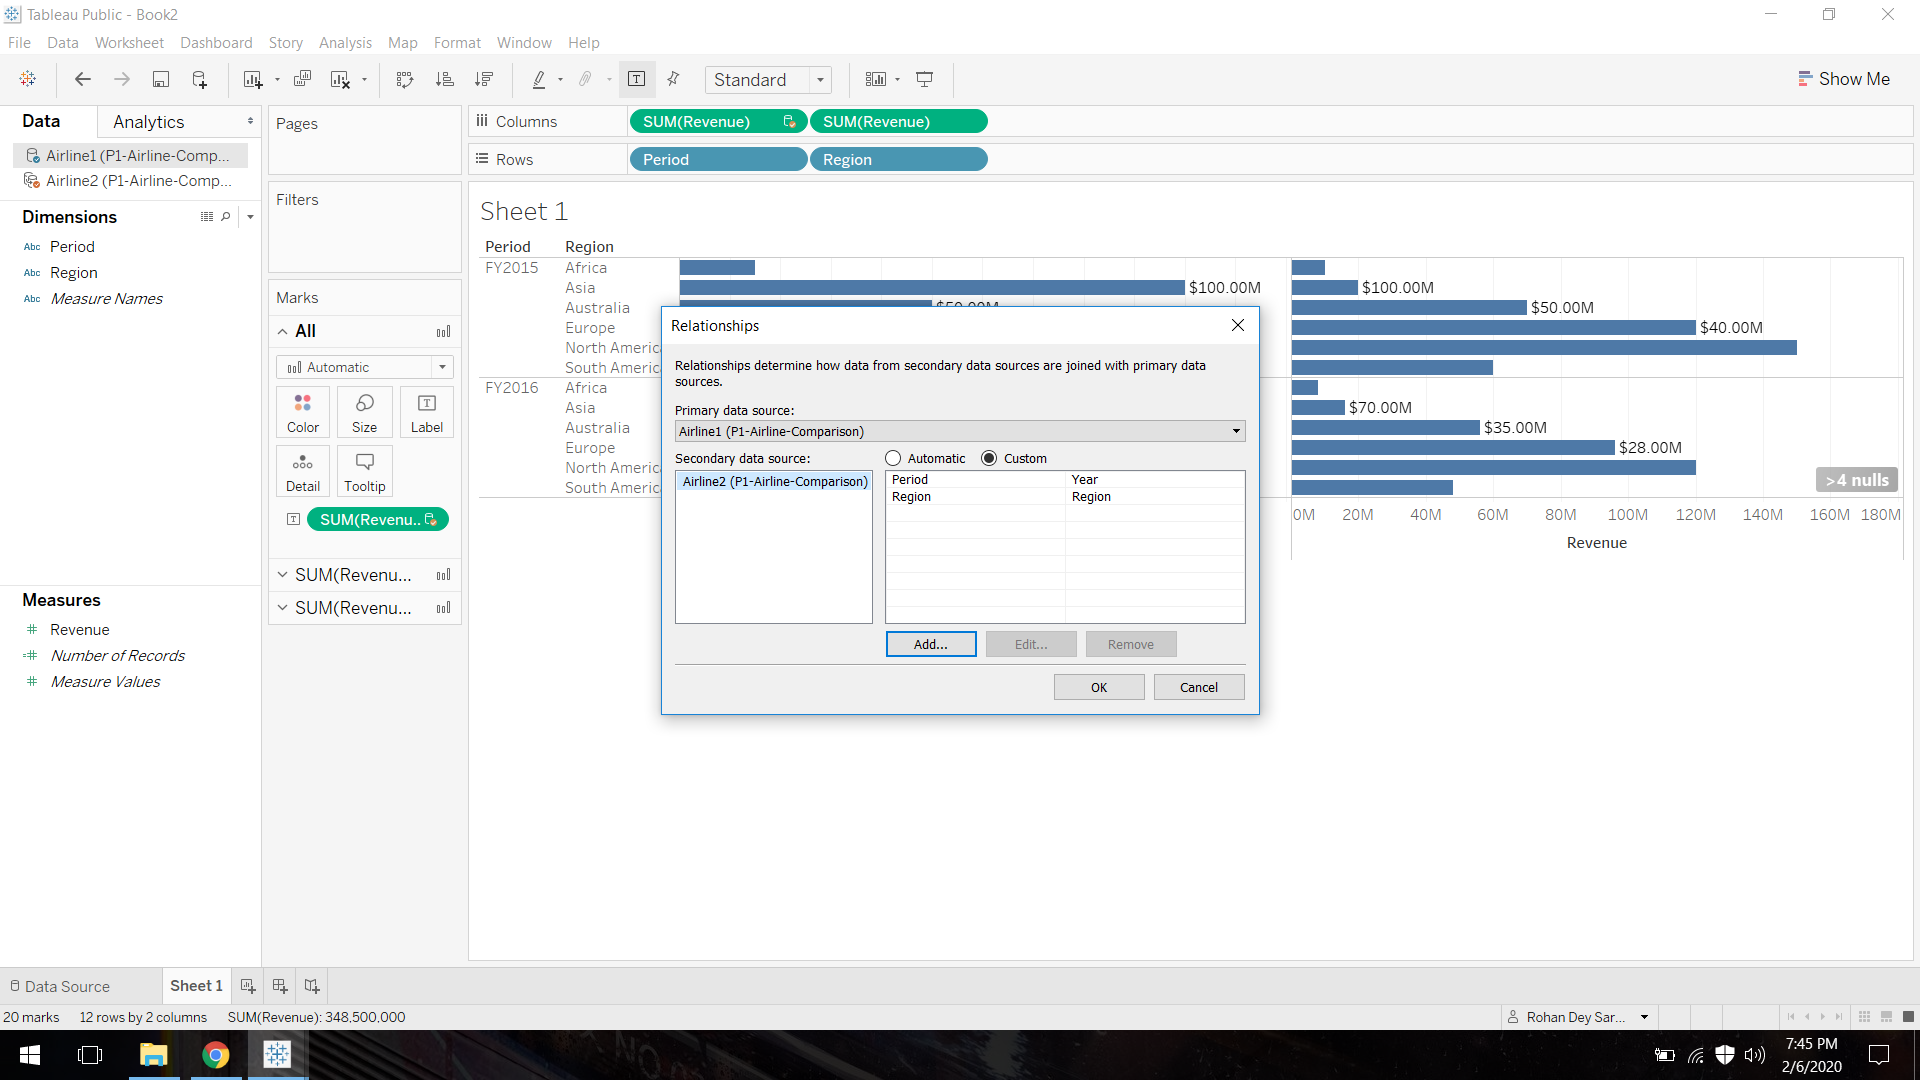 Tableau Public - Book2
File Data Worksheet Dashboard Story Analysis Map Format Window Help
Standard
Show Me
Data Analytics
Airline1 (P1-Airline-Comp...
Airline2 (P1-Airline-Comp...
Dimensions
Abc Period
Abc Region
Abc Measure Names
Measures
Revenue
Number of Records
Measure Values
Pages
Filters
Marks
All
Automatic
Color Size Label
Detail Tooltip
SUM(Revenu..
SUM(Revenu...
SUM(Revenu...
Columns SUM(Revenue) SUM(Revenue)
Rows Period Region
Sheet 1
Period Region
FY2015 Africa
Asia $100.00M $100.00M
Australia $50.00M
Europe $40.00M
North America
South America
FY2016 Africa
Asia $70.00M
Australia $35.00M
Europe $28.00M
North America
South America
>4 nulls
0M 20M 40M 60M 80M 100M 120M 140M 160M 180M
Revenue
Relationships
Relationships determine how data from secondary data sources are joined with primary data
sources.
Primary data source:
Airline1 (P1-Airline-Comparison)
Secondary data source: Automatic Custom
Airline2 (P1-Airline-Comparison)
Period Year
Region Region
Add... Edit... Remove
OK Cancel
Data Source Sheet 1
20 marks 12 rows by 2 columns SUM(Revenue): 348,500,000
Rohan Dey Sar...
7:45 PM
2/6/2020